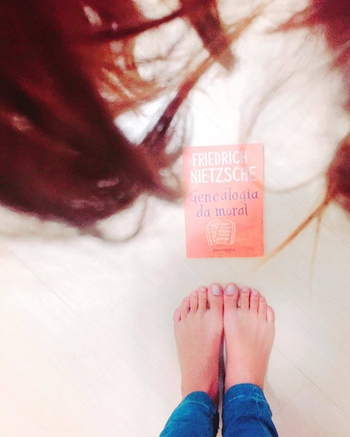 FRIEDRICH
NIETZSCHE
Genealogia
da moral